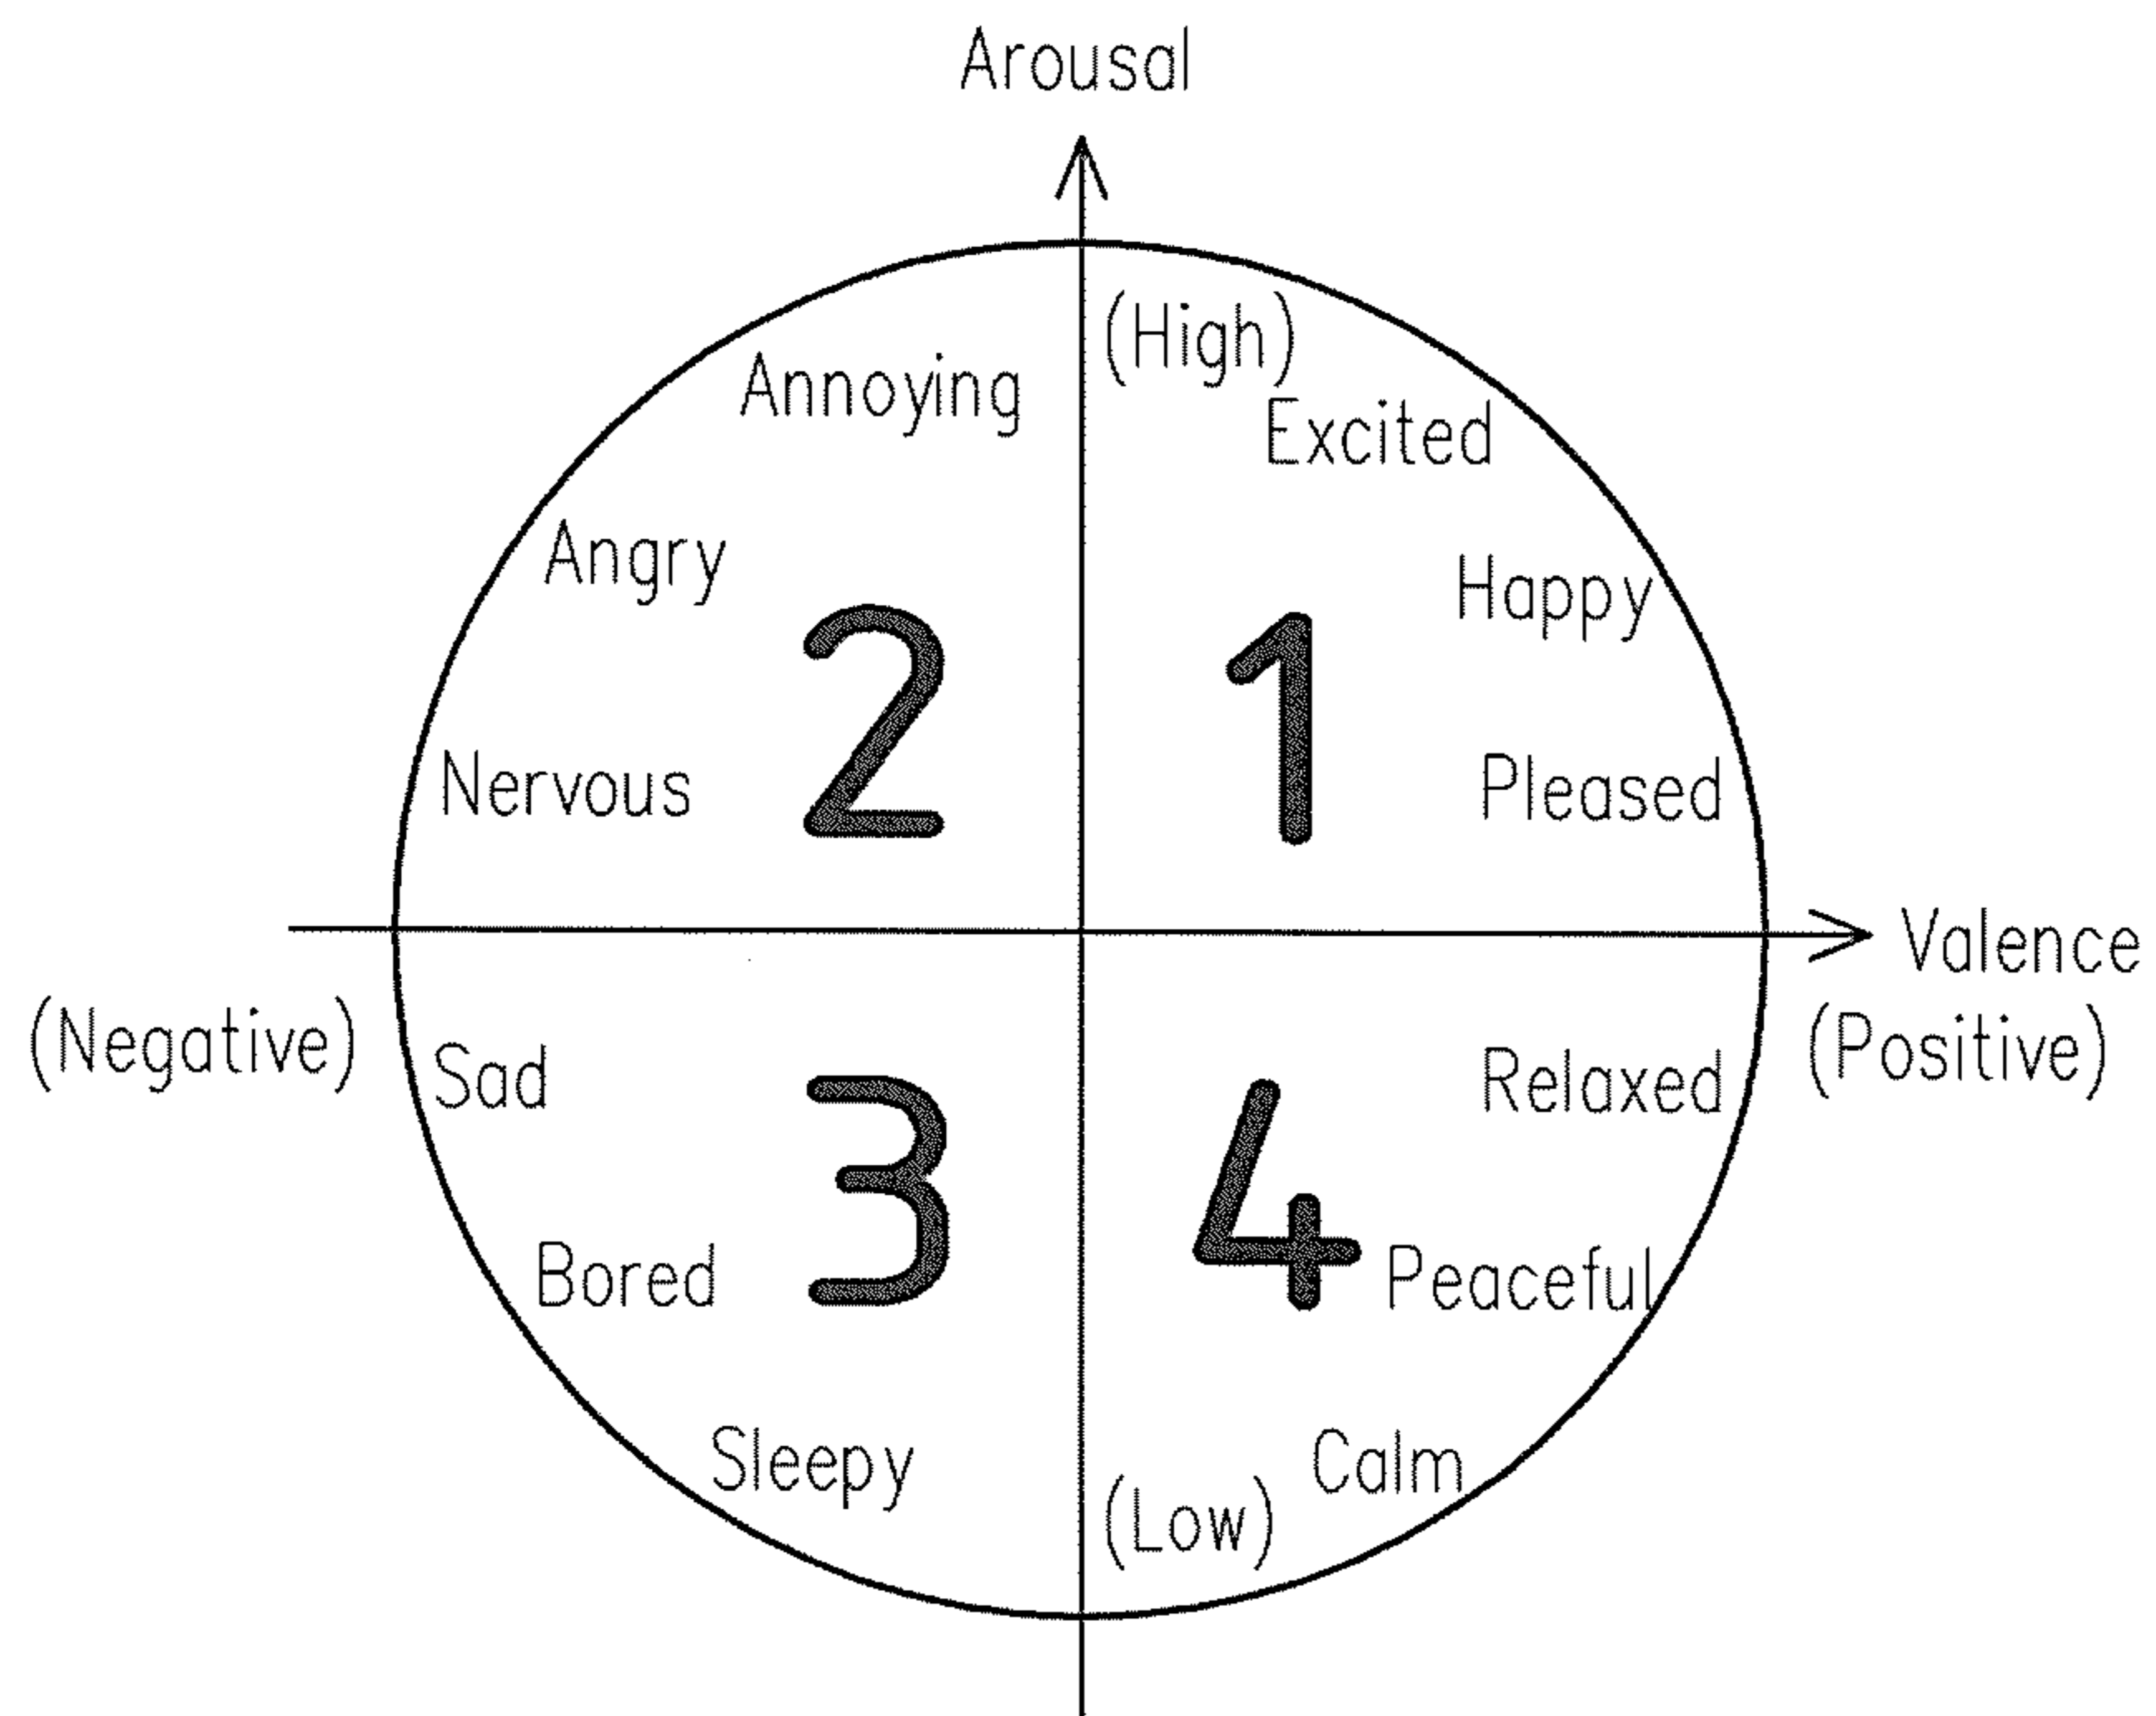 Arousal
(High)
Annoying
Excited
Angry
Happy
2
1
Nervous
Pleased
Valence
(Negative)
(Positive)
Sad
Relaxed
3
4
Bored
Peaceful
Sleepy
Calm
(Low)